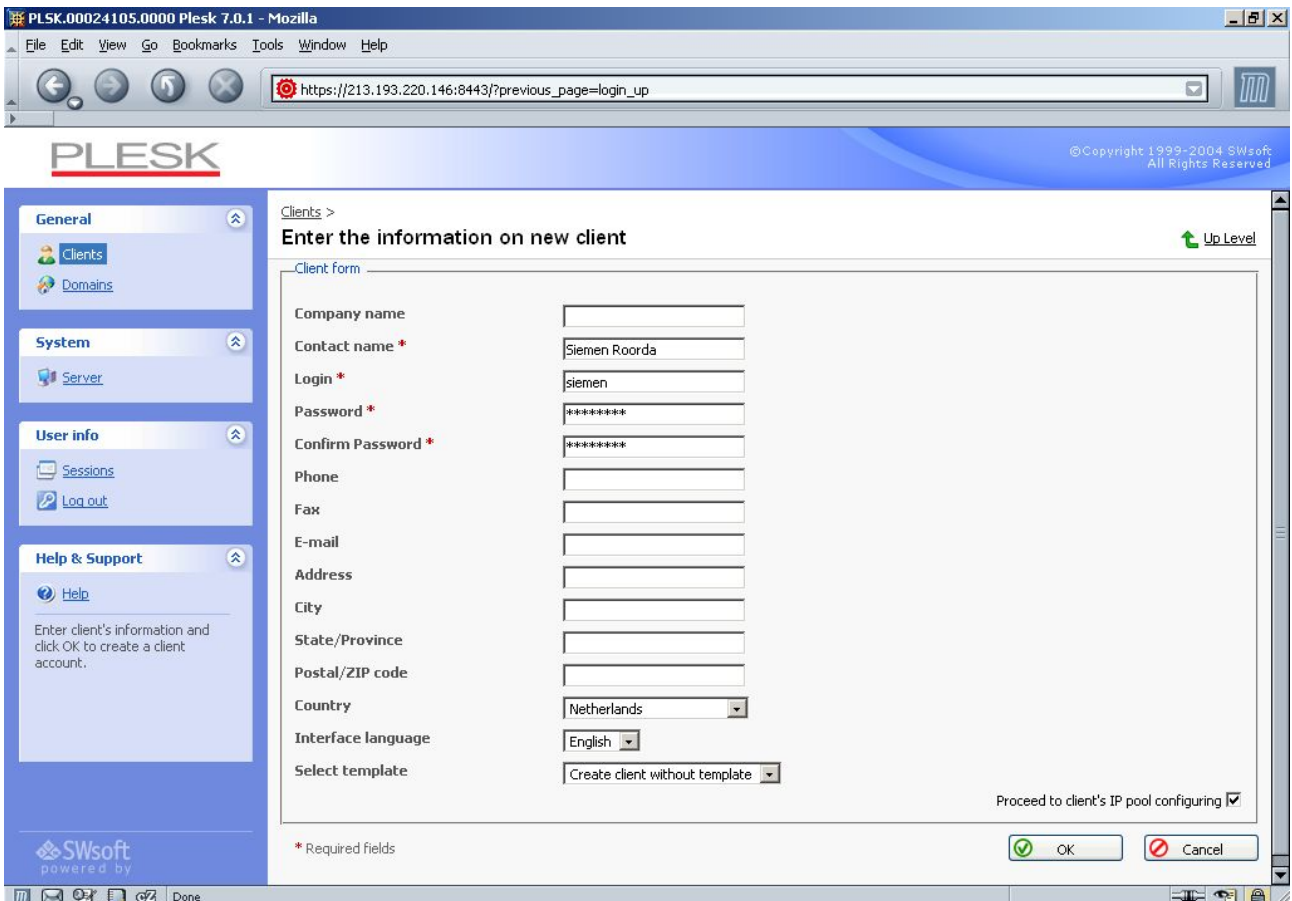 PLSK.00024105.0000 Plesk 7.0.1 - Mozilla
File Edit View Go Bookmarks Tools Window Help
https://213.193.220.146:8443/?previous_page=login_up
PLESK
©Copyright 1999-2004 SWsoft
All Rights Reserved
General
Clients
Domains
System
Server
User info
Sessions
Log out
Help & Support
Help
Enter client's information and
click OK to create a client
account.
SWsoft
powered by
Clients >
Enter the information on new client
Up Level
Client form
Company name
Contact name * Siemen Roorda
Login * siemen
Password * ********
Confirm Password * ********
Phone
Fax
E-mail
Address
City
State/Province
Postal/ZIP code
Country Netherlands
Interface language English
Select template Create client without template
Proceed to client's IP pool configuring
* Required fields
OK Cancel
Done